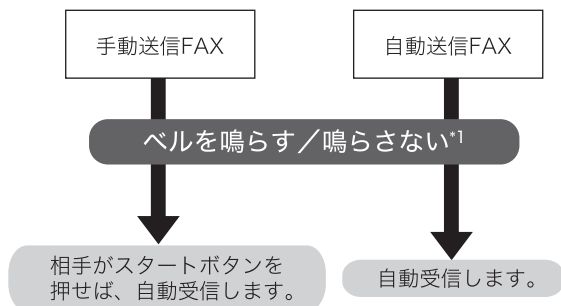 手動送信FAX
自動送信FAX
ベルを鳴らす／鳴らさない*1
相手がスタートボタンを
押せば、自動受信します。
自動受信します。